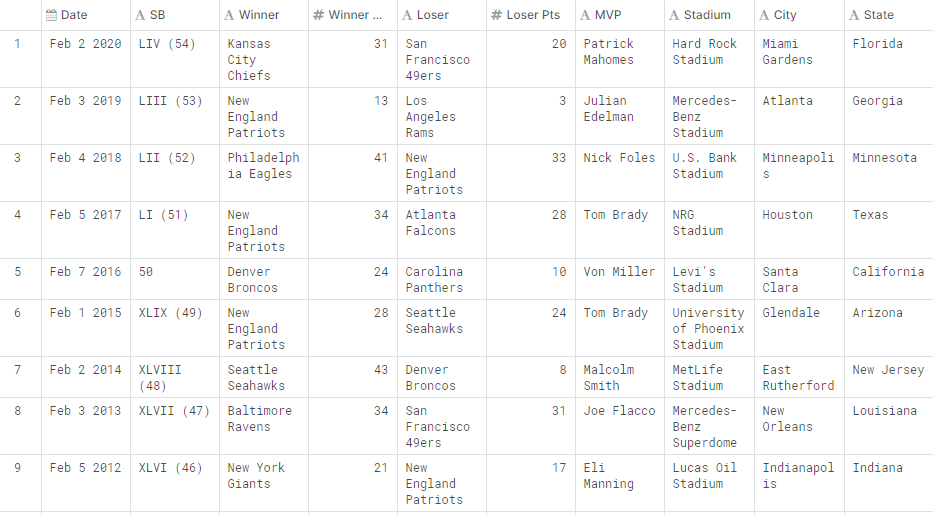 Date SB Winner Winner ... Loser Loser Pts MVP Stadium City State
1 Feb 2 2020 LIV (54) Kansas 31 San 20 Patrick Hard Rock Miami Florida
City Francisco Mahomes Stadium Gardens
Chiefs 49ers
2 Feb 3 2019 LIII (53) New 13 Los 3 Julian Mercedes- Atlanta Georgia
England Angeles Edelman Benz
Patriots Rams Stadium
3 Feb 4 2018 LII (52) Philadelph 41 New 33 Nick Foles U.S. Bank Minneapoli Minnesota
ia Eagles England Stadium s
Patriots
4 Feb 5 2017 LI (51) New 34 Atlanta 28 Tom Brady NRG Houston Texas
England Falcons Stadium
Patriots
5 Feb 7 2016 50 Denver 24 Carolina 10 Von Miller Levi's Santa California
Broncos Panthers Stadium Clara
6 Feb 1 2015 XLIX (49) New 28 Seattle 24 Tom Brady University Glendale Arizona
England Seahawks of Phoenix
Patriots Stadium
7 Feb 2 2014 XLVIII Seattle 43 Denver 8 Malcolm MetLife East New Jersey
(48) Seahawks Broncos Smith Stadium Rutherford
8 Feb 3 2013 XLVII (47) Baltimore 34 San 31 Joe Flacco Mercedes- New Louisiana
Ravens Francisco Benz Orleans
49ers Superdome
9 Feb 5 2012 XLVI (46) New York 21 New 17 Eli Lucas Oil Indianapol Indiana
Giants England Manning Stadium is
Patriots